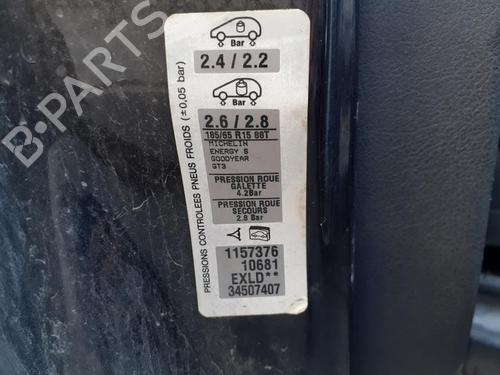 PRESSIONS CONTROLEES PNEUS FROIDS (±0,05 bar)
Bar
2.4 / 2.2
Bar
2.6 / 2.8
185/65 R15 88T
MICHELIN
ENERGY S
GOODYEAR
GT3
PRESSION ROUE
GALETTE
4.2Bar
PRESSION ROUE
SECOURS
2.8 Bar
1157376
10681
EXLD**
34507407